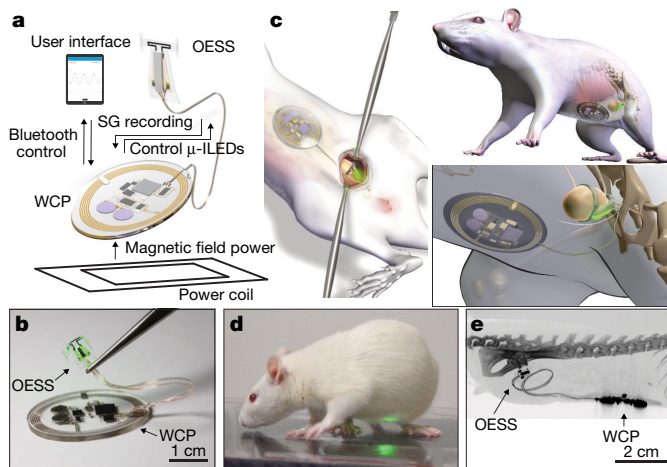 a
User interface
OESS
SG recording
Bluetooth
control
Control μ-ILEDs
WCP
Magnetic field power
Power coil
b
OESS
WCP
1 cm
c
d
e
OESS
WCP
2 cm